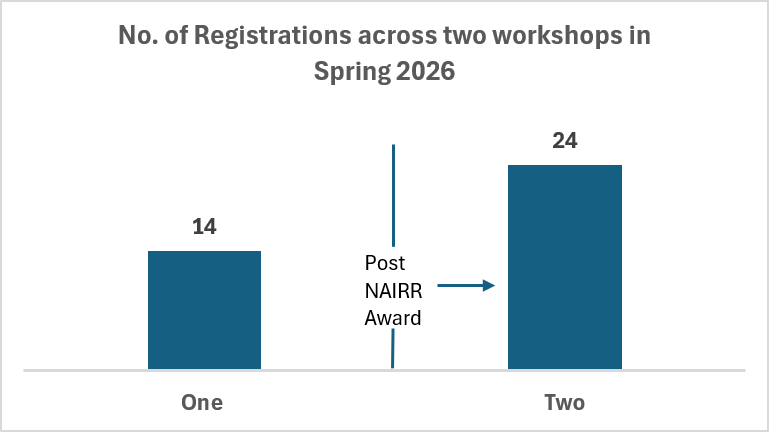 No. of Registrations across two workshops in
Spring 2026
24
14
Post
NAIRR
Award
One
Two